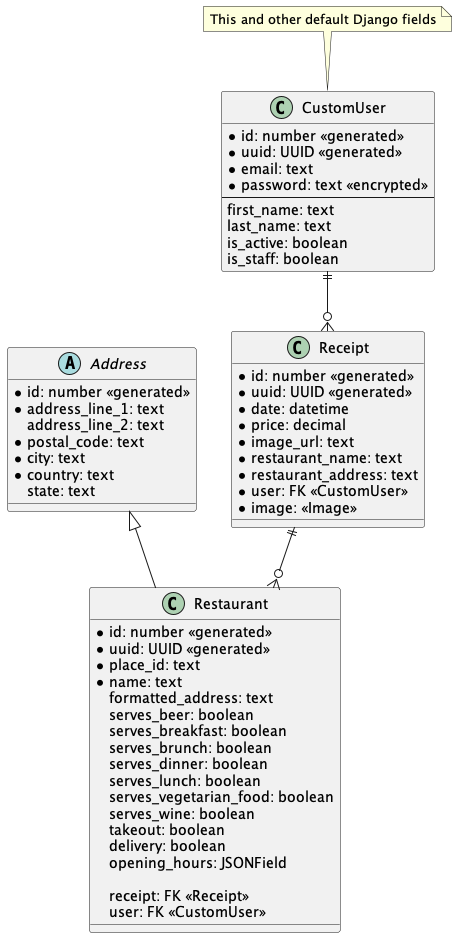 This and other default Django fields
C CustomUser
id: number «generated»
uuid: UUID «generated»
email: text
password: text «encrypted»
first_name: text
last_name: text
is_active: boolean
is_staff: boolean
A Address
id: number «generated»
address_line_1: text
address_line_2: text
postal_code: text
city: text
country: text
state: text
C Receipt
id: number «generated»
uuid: UUID «generated»
date: datetime
price: decimal
image_url: text
restaurant_name: text
restaurant_address: text
user: FK «CustomUser»
image: «Image»
C Restaurant
id: number «generated»
uuid: UUID «generated»
place_id: text
name: text
formatted_address: text
serves_beer: boolean
serves_breakfast: boolean
serves_brunch: boolean
serves_dinner: boolean
serves_lunch: boolean
serves_vegetarian_food: boolean
serves_wine: boolean
takeout: boolean
delivery: boolean
opening_hours: JSONField
receipt: FK «Receipt»
user: FK «CustomUser»